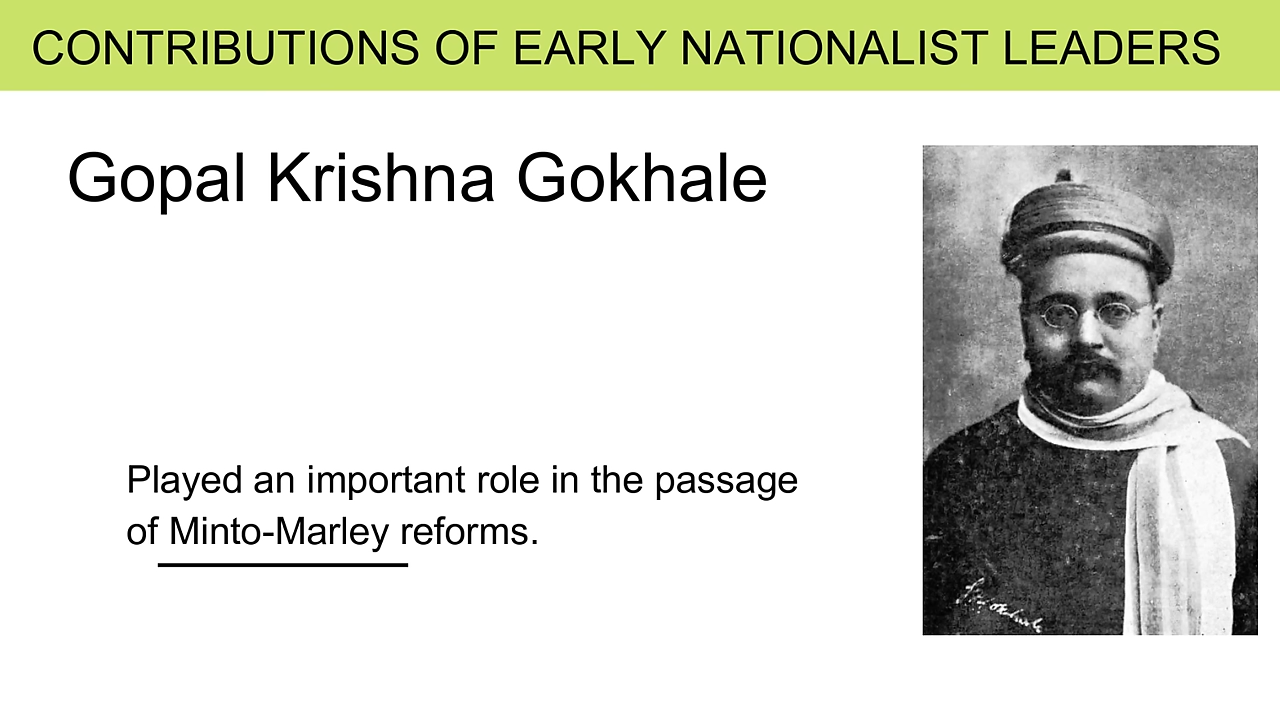 CONTRIBUTIONS OF EARLY NATIONALIST LEADERS
Gopal Krishna Gokhale
Played an important role in the passage
of Minto-Marley reforms.